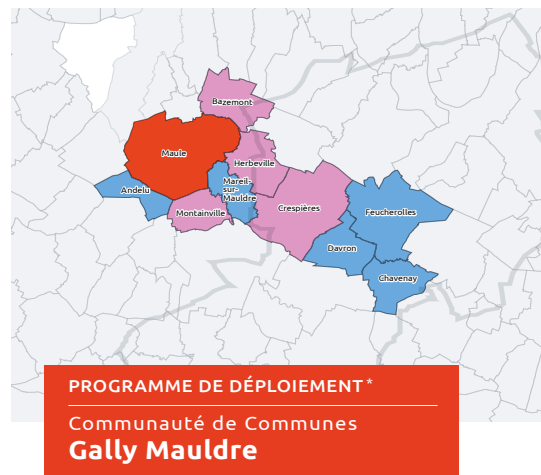 Bazemont
Maule
Herbeville
Andelu
Mareil-
sur-
Mauldre
Montainville
Crespières
Feucherolles
Davron
Chavenay
PROGRAMME DE DÉPLOIEMENT*
Communauté de Communes
Gally Mauldre